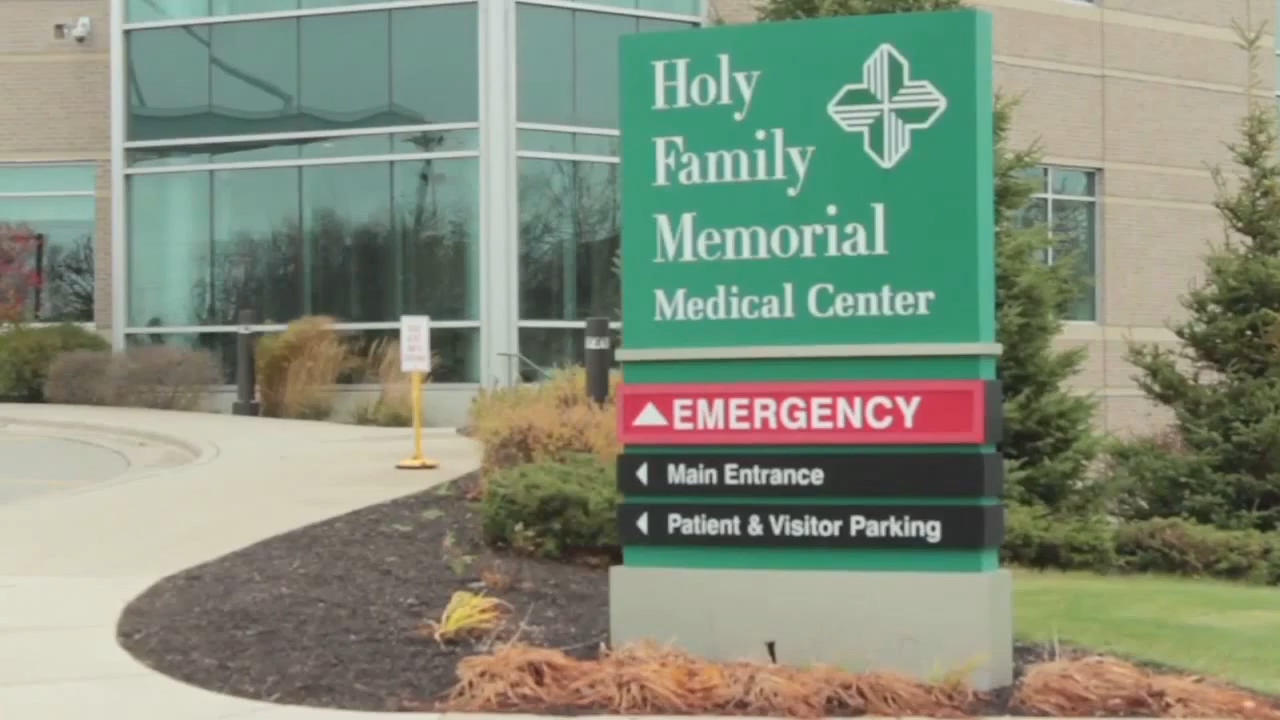 Holy
Family
Memorial
Medical Center
EMERGENCY
Main Entrance
Patient & Visitor Parking